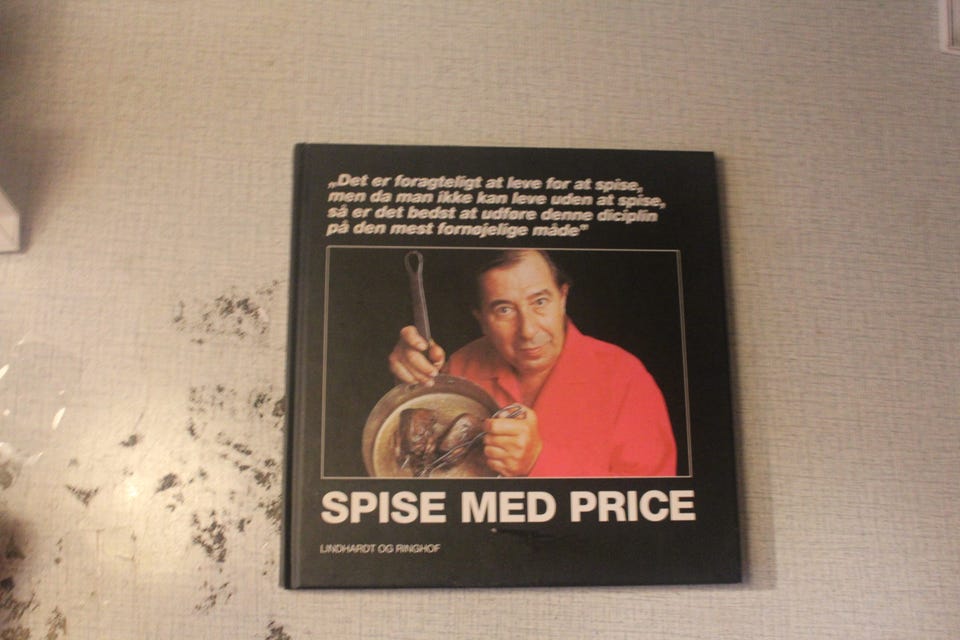 „Det er foragteligt at leve for at spise,
men da man ikke kan leve uden at spise,
så er det bedst at udføre denne diciplin
på den mest fornøjelige måde”
SPISE MED PRICE
LINDHARDT OG RINGHOF